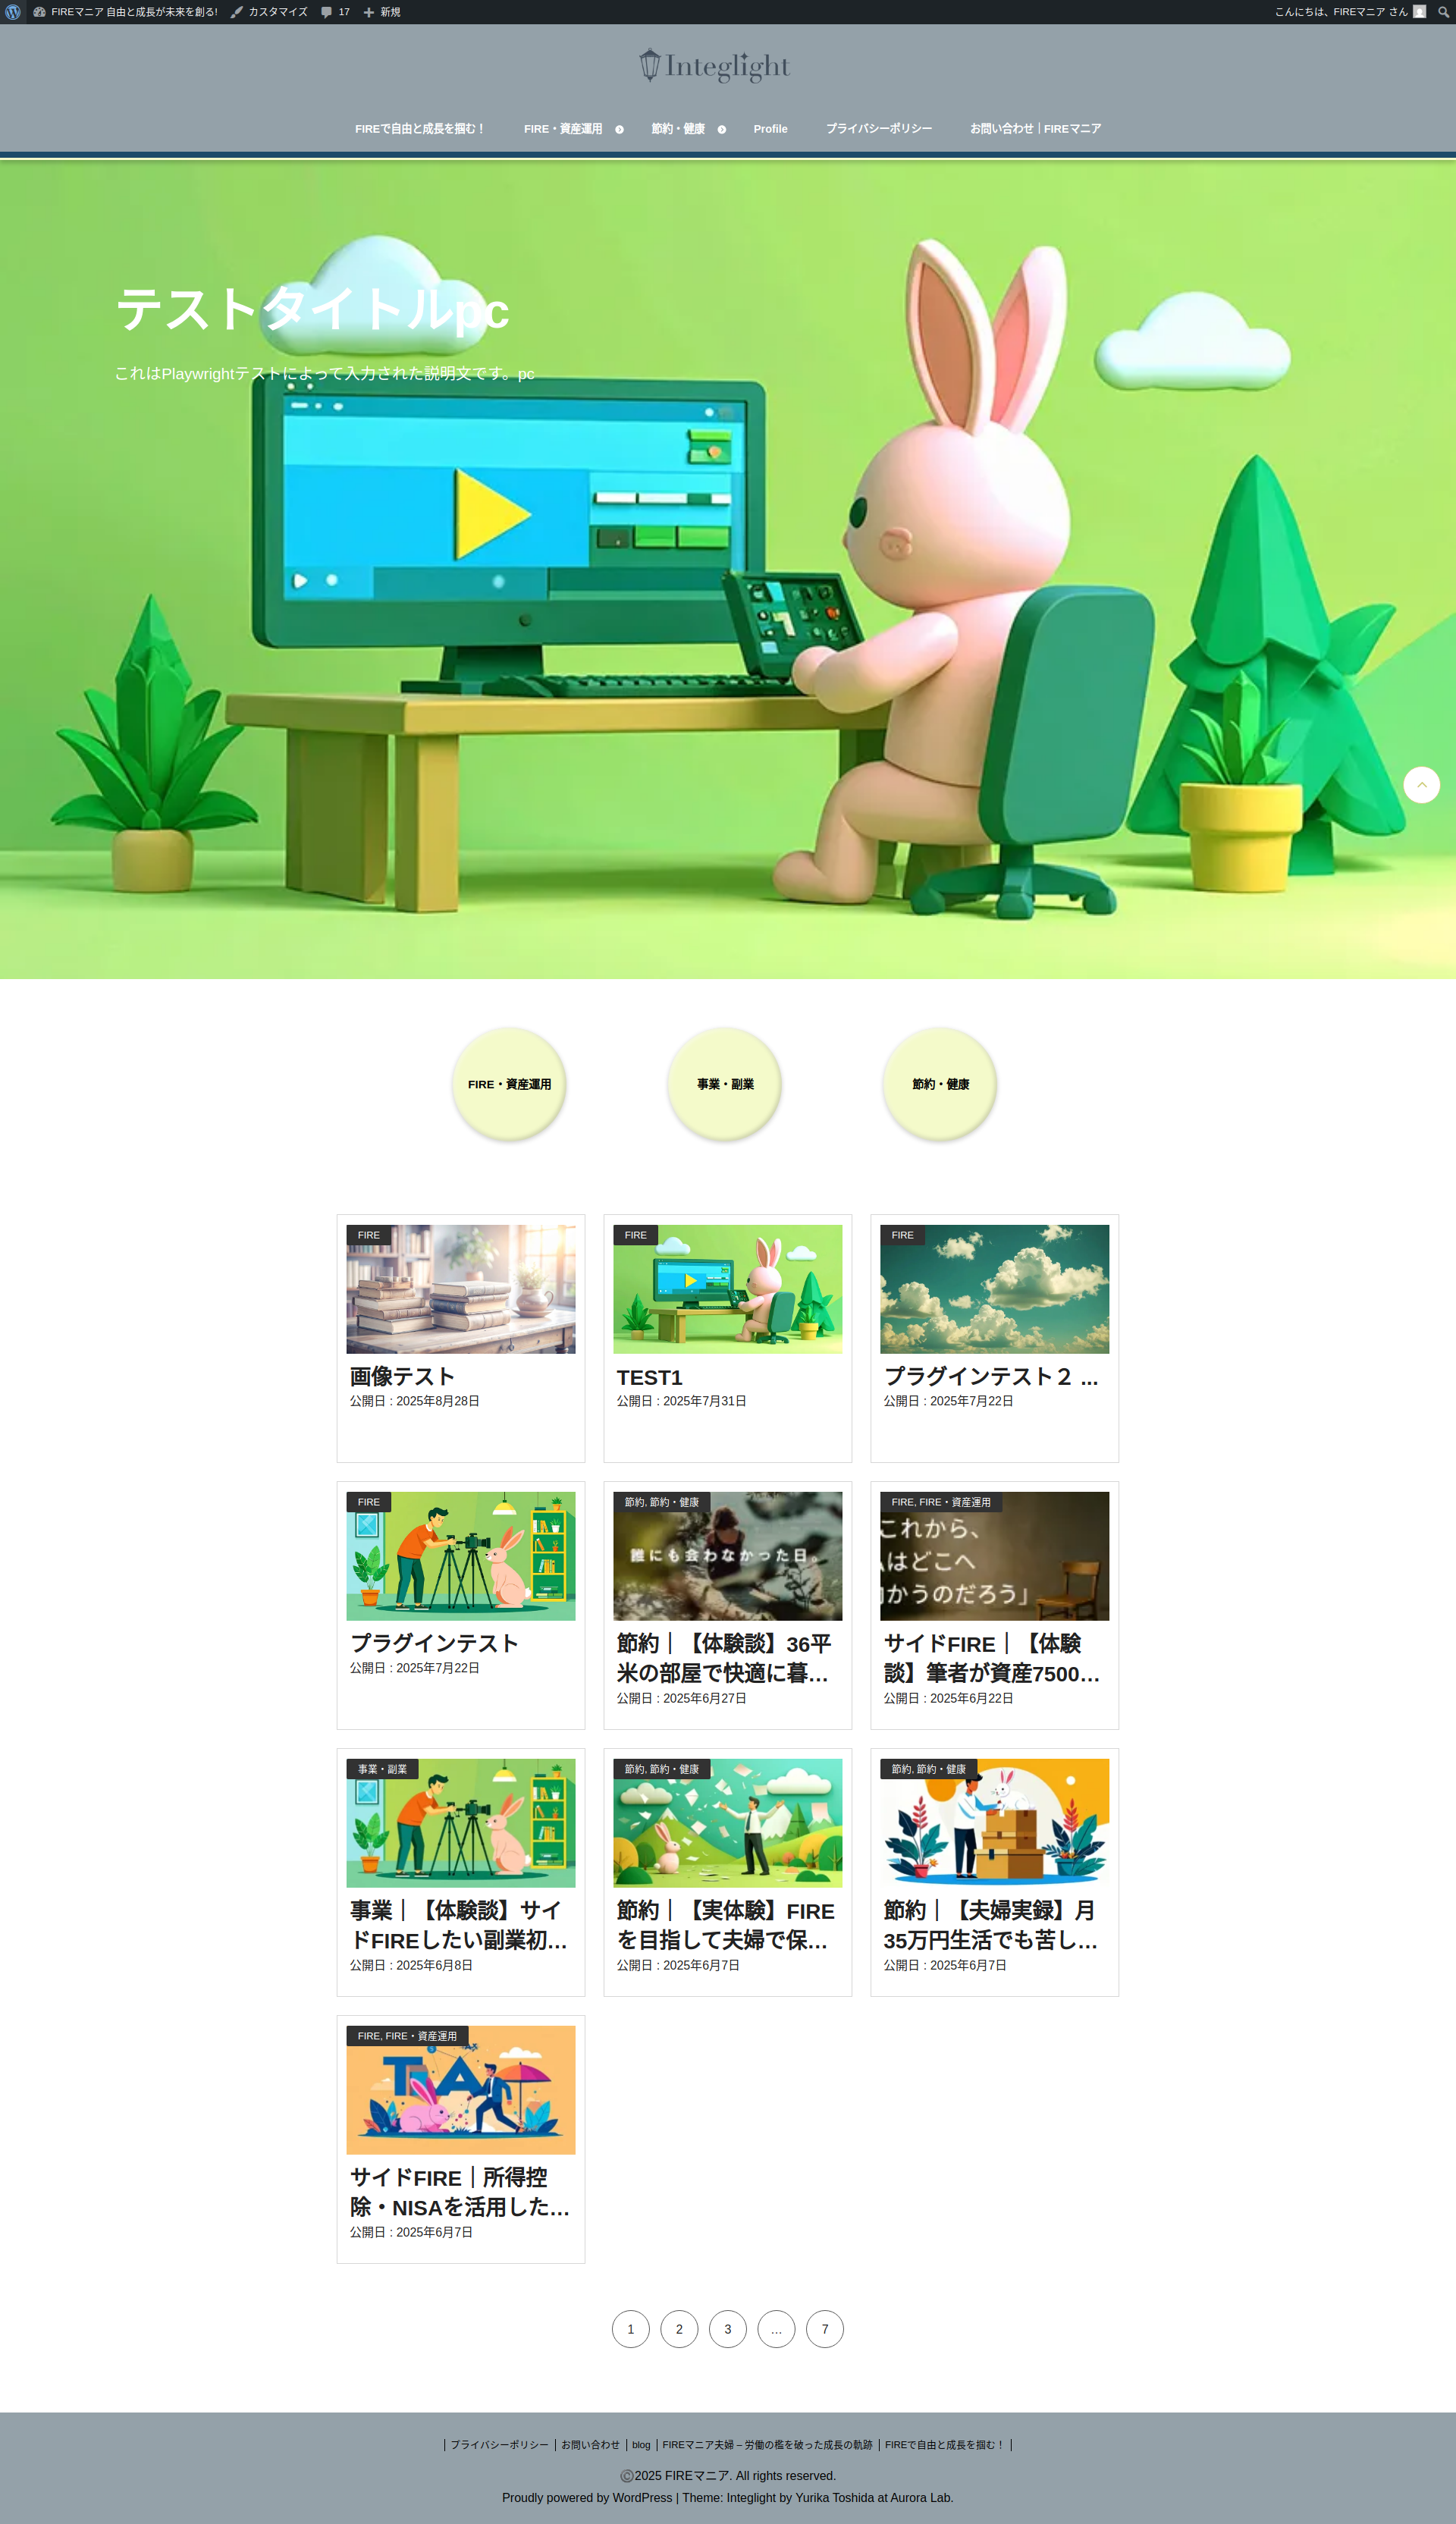 FIREマニア 自由と成長が未来を創る! カスタマイズ 17 新規 こんにちは、FIREマニア さん
Integlight
FIREで自由と成長を掴む！ FIRE・資産運用 節約・健康 Profile プライバシーポリシー お問い合わせ｜FIREマニア
テストタイトルpc
これはPlaywrightテストによって入力された説明文です。pc
FIRE・資産運用 事業・副業 節約・健康
FIRE
画像テスト
公開日 : 2025年8月28日
FIRE
TEST1
公開日 : 2025年7月31日
FIRE
プラグインテスト２ ...
公開日 : 2025年7月22日
FIRE
プラグインテスト
公開日 : 2025年7月22日
節約, 節約・健康
誰にも会わなかった日。
節約｜【体験談】36平
米の部屋で快適に暮…
公開日 : 2025年6月27日
FIRE, FIRE・資産運用
これから、
はどこへ
かうのだろう」
サイドFIRE｜【体験
談】筆者が資産7500…
公開日 : 2025年6月22日
事業・副業
事業｜【体験談】サイ
ドFIREしたい副業初…
公開日 : 2025年6月8日
節約, 節約・健康
節約｜【実体験】FIRE
を目指して夫婦で保…
公開日 : 2025年6月7日
節約, 節約・健康
節約｜【夫婦実録】月
35万円生活でも苦し…
公開日 : 2025年6月7日
FIRE, FIRE・資産運用
サイドFIRE｜所得控
除・NISAを活用した…
公開日 : 2025年6月7日
1 2 3 … 7
プライバシーポリシー お問い合わせ blog FIREマニア夫婦 – 労働の檻を破った成長の軌跡 FIREで自由と成長を掴む！
©2025 FIREマニア. All rights reserved.
Proudly powered by WordPress | Theme: Integlight by Yurika Toshida at Aurora Lab.